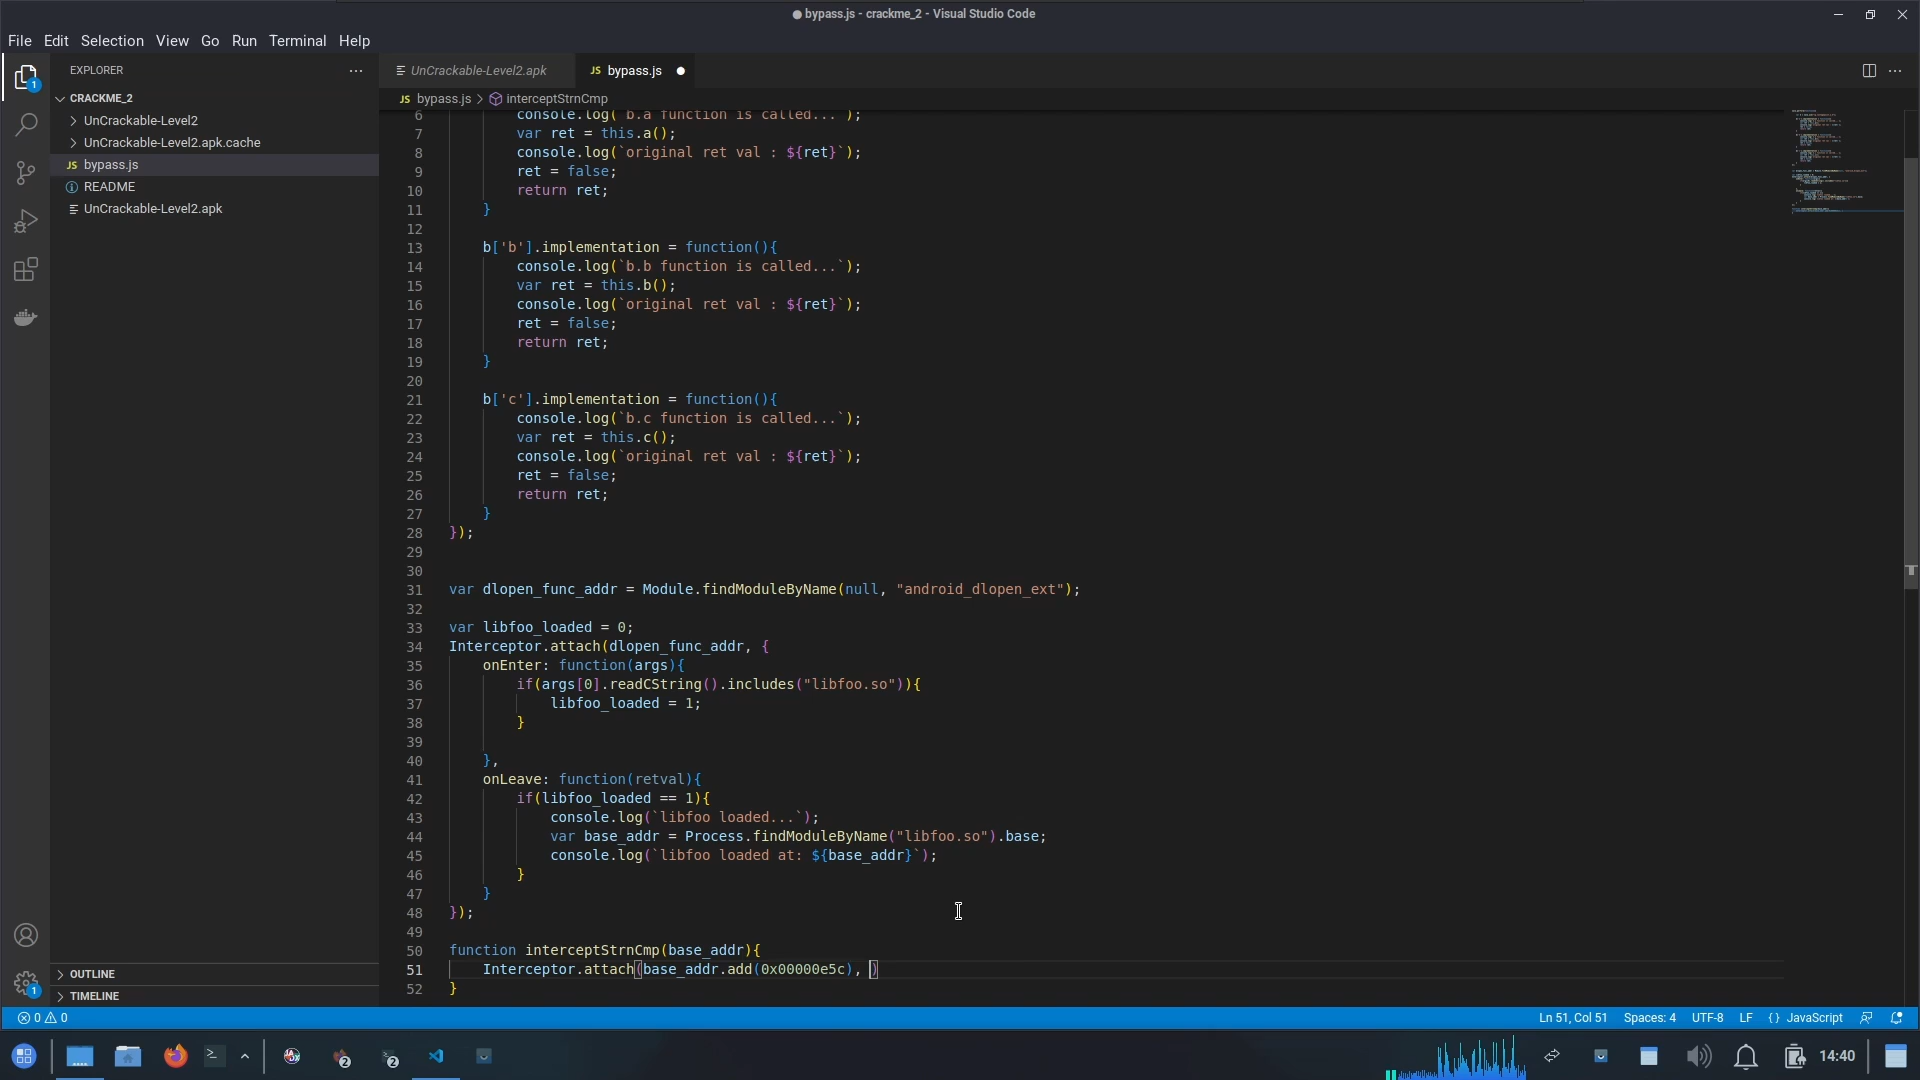 bypass.js - crackme_2 - Visual Studio Code
File Edit Selection View Go Run Terminal Help
EXPLORER
UnCrackable-Level2.apk
JS bypass.js
JS bypass.js > interceptStrnCmp
CRACKME_2
UnCrackable-Level2
UnCrackable-Level2.apk.cache
JS bypass.js
README
UnCrackable-Level2.apk
6 console.log(`b.a function is called...`);
7 var ret = this.a();
8 console.log(`original ret val : ${ret}`);
9 ret = false;
10 return ret;
11 }
12
13 b['b'].implementation = function(){
14 console.log(`b.b function is called...`);
15 var ret = this.b();
16 console.log(`original ret val : ${ret}`);
17 ret = false;
18 return ret;
19 }
20
21 b['c'].implementation = function(){
22 console.log(`b.c function is called...`);
23 var ret = this.c();
24 console.log(`original ret val : ${ret}`);
25 ret = false;
26 return ret;
27 }
28 });
29
30
31 var dlopen_func_addr = Module.findModuleByName(null, "android_dlopen_ext");
32
33 var libfoo_loaded = 0;
34 Interceptor.attach(dlopen_func_addr, {
35 onEnter: function(args){
36 if(args[0].readCString().includes("libfoo.so")){
37 libfoo_loaded = 1;
38 }
39
40 },
41 onLeave: function(retval){
42 if(libfoo_loaded == 1){
43 console.log(`libfoo loaded...`);
44 var base_addr = Process.findModuleByName("libfoo.so").base;
45 console.log(`libfoo loaded at: ${base_addr}`);
46 }
47 }
48 });
49
50 function interceptStrnCmp(base_addr){
51 Interceptor.attach(base_addr.add(0x00000e5c), )
52 }
OUTLINE
TIMELINE
1
1
0 0
Ln 51, Col 51 Spaces: 4 UTF-8 LF {} JavaScript
2
2
14:40